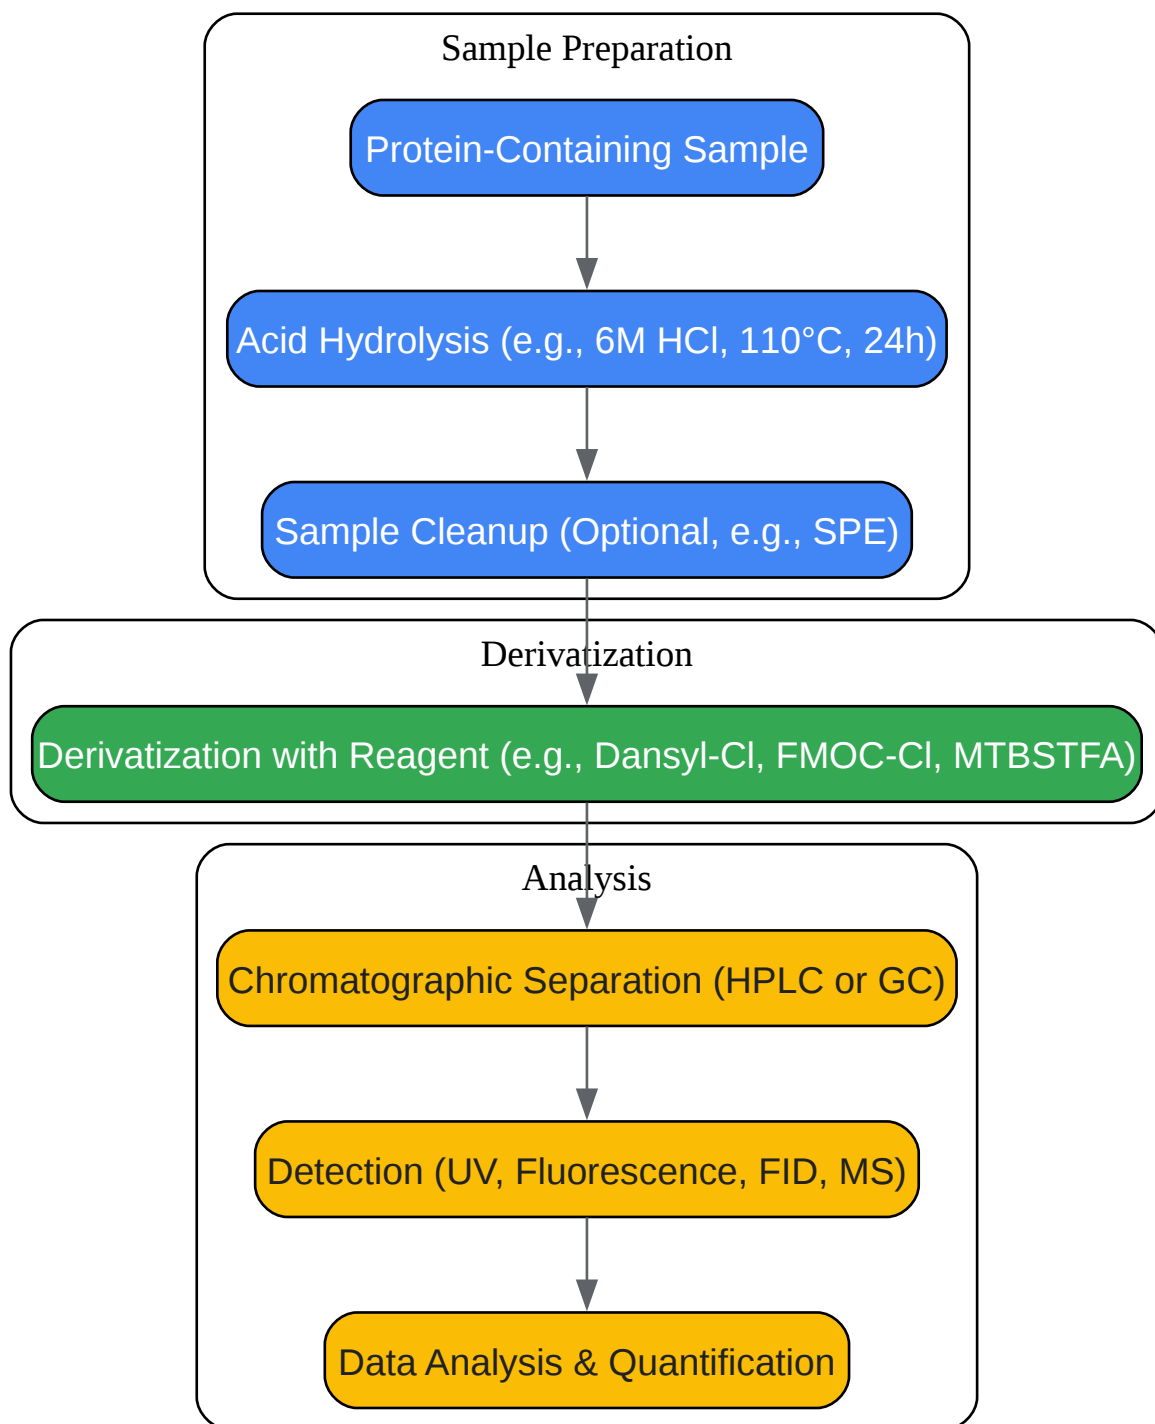 Sample Preparation
Protein-Containing Sample
Acid Hydrolysis (e.g., 6M HCl, 110°C, 24h)
Sample Cleanup (Optional, e.g., SPE)
Derivatization
Derivatization with Reagent (e.g., Dansyl-Cl, FMOC-Cl, MTBSTFA)
Analysis
Chromatographic Separation (HPLC or GC)
Detection (UV, Fluorescence, FID, MS)
Data Analysis & Quantification